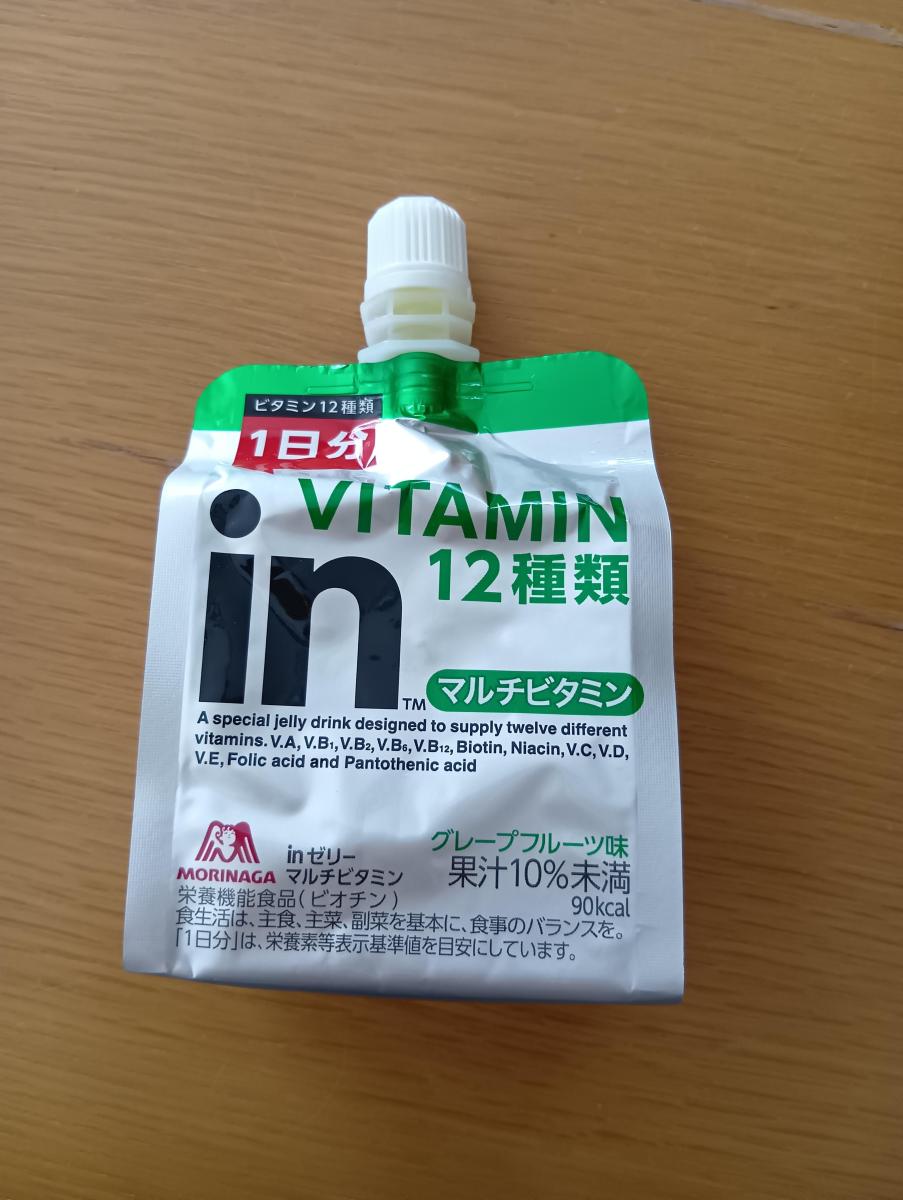 ビタミン12種類
1日分
VITAMIN
12種類
in
TM
マルチビタミン
A special jelly drink designed to supply twelve different
vitamins. V.A, V.B₁, V.B₂, V.B₆, V.B₁₂, Biotin, Niacin, V.C, V.D,
V.E, Folic acid and Pantothenic acid
MORINAGA
inゼリー
マルチビタミン
グレープフルーツ味
果汁10%未満
90kcal
栄養機能食品(ビオチン)
食生活は、主食、主菜、副菜を基本に、食事のバランスを。
「1日分」は、栄養素等表示基準値を目安にしています。